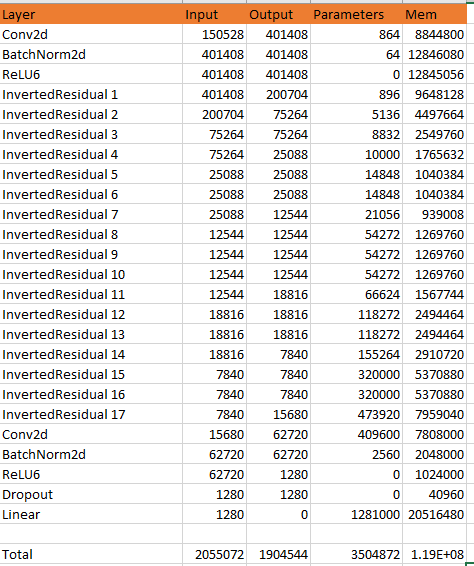 Layer Input Output Parameters Mem
Conv2d 150528 401408 864 8844800
BatchNorm2d 401408 401408 64 12846080
ReLU6 401408 401408 0 12845056
InvertedResidual 1 401408 200704 896 9648128
InvertedResidual 2 200704 75264 5136 4497664
InvertedResidual 3 75264 75264 8832 2549760
InvertedResidual 4 75264 25088 10000 1765632
InvertedResidual 5 25088 25088 14848 1040384
InvertedResidual 6 25088 25088 14848 1040384
InvertedResidual 7 25088 12544 21056 939008
InvertedResidual 8 12544 12544 54272 1269760
InvertedResidual 9 12544 12544 54272 1269760
InvertedResidual 10 12544 12544 54272 1269760
InvertedResidual 11 12544 18816 66624 1567744
InvertedResidual 12 18816 18816 118272 2494464
InvertedResidual 13 18816 18816 118272 2494464
InvertedResidual 14 18816 7840 155264 2910720
InvertedResidual 15 7840 7840 320000 5370880
InvertedResidual 16 7840 7840 320000 5370880
InvertedResidual 17 7840 15680 473920 7959040
Conv2d 15680 62720 409600 7808000
BatchNorm2d 62720 62720 2560 2048000
ReLU6 62720 1280 0 1024000
Dropout 1280 1280 0 40960
Linear 1280 0 1281000 20516480
Total 2055072 1904544 3504872 1.19E+08